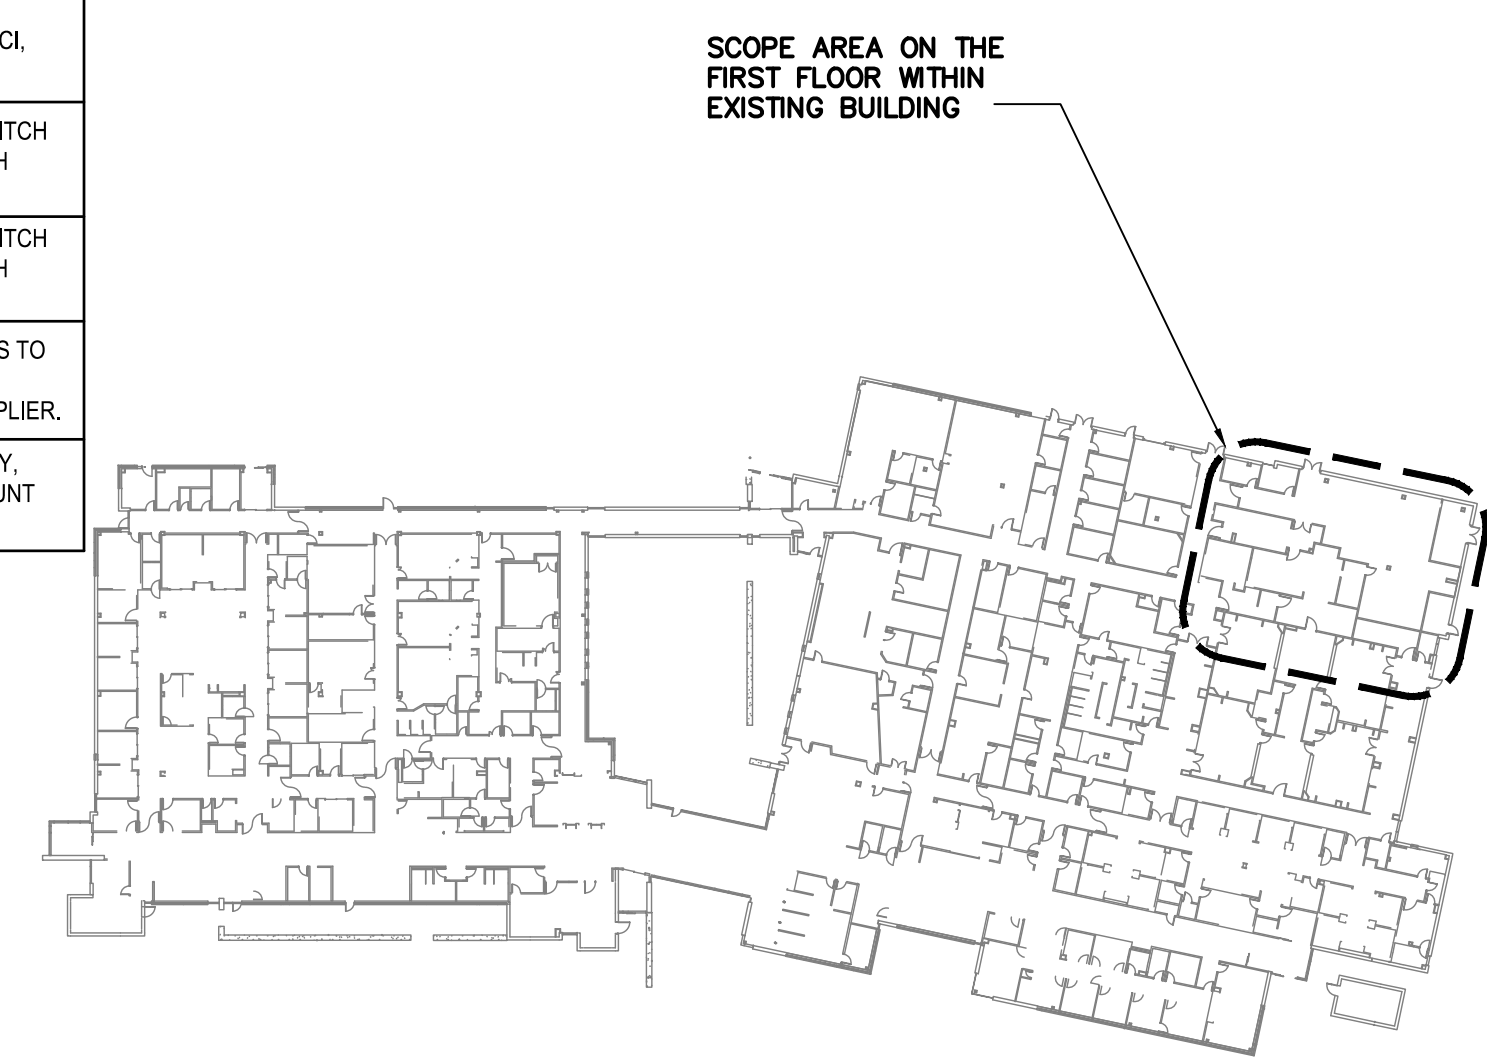 CI,
ITCH
H
ITCH
H
S TO
PLIER.
Y,
UNT
SCOPE AREA ON THE
FIRST FLOOR WITHIN
EXISTING BUILDING